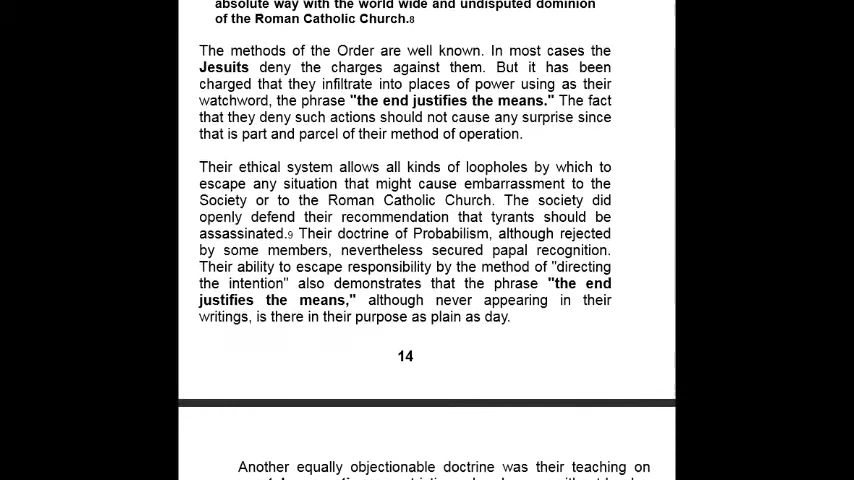 absolute way with the world wide and undisputed dominion
of the Roman Catholic Church.8
The methods of the Order are well known. In most cases the
Jesuits deny the charges against them. But it has been
charged that they infiltrate into places of power using as their
watchword, the phrase "the end justifies the means." The fact
that they deny such actions should not cause any surprise since
that is part and parcel of their method of operation.
Their ethical system allows all kinds of loopholes by which to
escape any situation that might cause embarrassment to the
Society or to the Roman Catholic Church. The society did
openly defend their recommendation that tyrants should be
assassinated.9 Their doctrine of Probabilism, although rejected
by some members, nevertheless secured papal recognition.
Their ability to escape responsibility by the method of "directing
the intention" also demonstrates that the phrase "the end
justifies the means," although never appearing in their
writings, is there in their purpose as plain as day.
14
Another equally objectionable doctrine was their teaching on